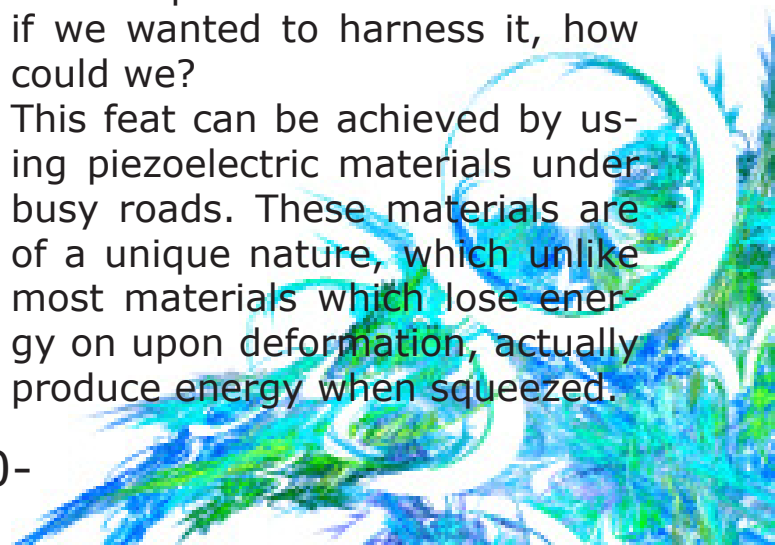 if we wanted to harness it, how
could we?
This feat can be achieved by us-
ing piezoelectric materials under
busy roads. These materials are
of a unique nature, which unlike
most materials which lose ener-
gy on upon deformation, actually
produce energy when squeezed.